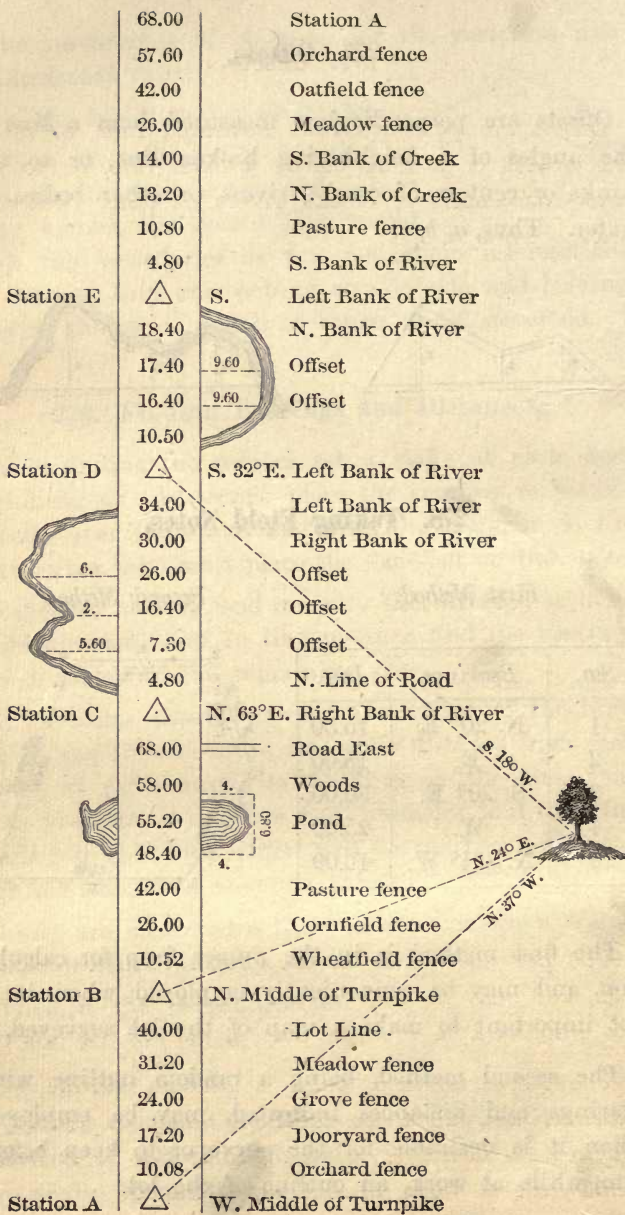 68.00 Station A
57.60 Orchard fence
42.00 Oatfield fence
26.00 Meadow fence
14.00 S. Bank of Creek
13.20 N. Bank of Creek
10.80 Pasture fence
4.80 S. Bank of River
Station E S. Left Bank of River
18.40 N. Bank of River
17.40 9.60 Offset
16.40 9.60 Offset
10.50
Station D S. 32°E. Left Bank of River
34.00 Left Bank of River
30.00 Right Bank of River
6. 26.00 Offset
2. 16.40 Offset
5.60 7.30 Offset
4.80 N. Line of Road
Station C N. 63°E. Right Bank of River
68.00 Road East
S. 18° W.
58.00 4. Woods
55.20 Pond
6.80
48.40 4.
N. 24° E.
42.00 Pasture fence
N. 37° W.
26.00 Cornfield fence
10.52 Wheatfield fence
Station B N. Middle of Turnpike
40.00 Lot Line.
31.20 Meadow fence
24.00 Grove fence
17.20 Dooryard fence
10.08 Orchard fence
Station A W. Middle of Turnpike